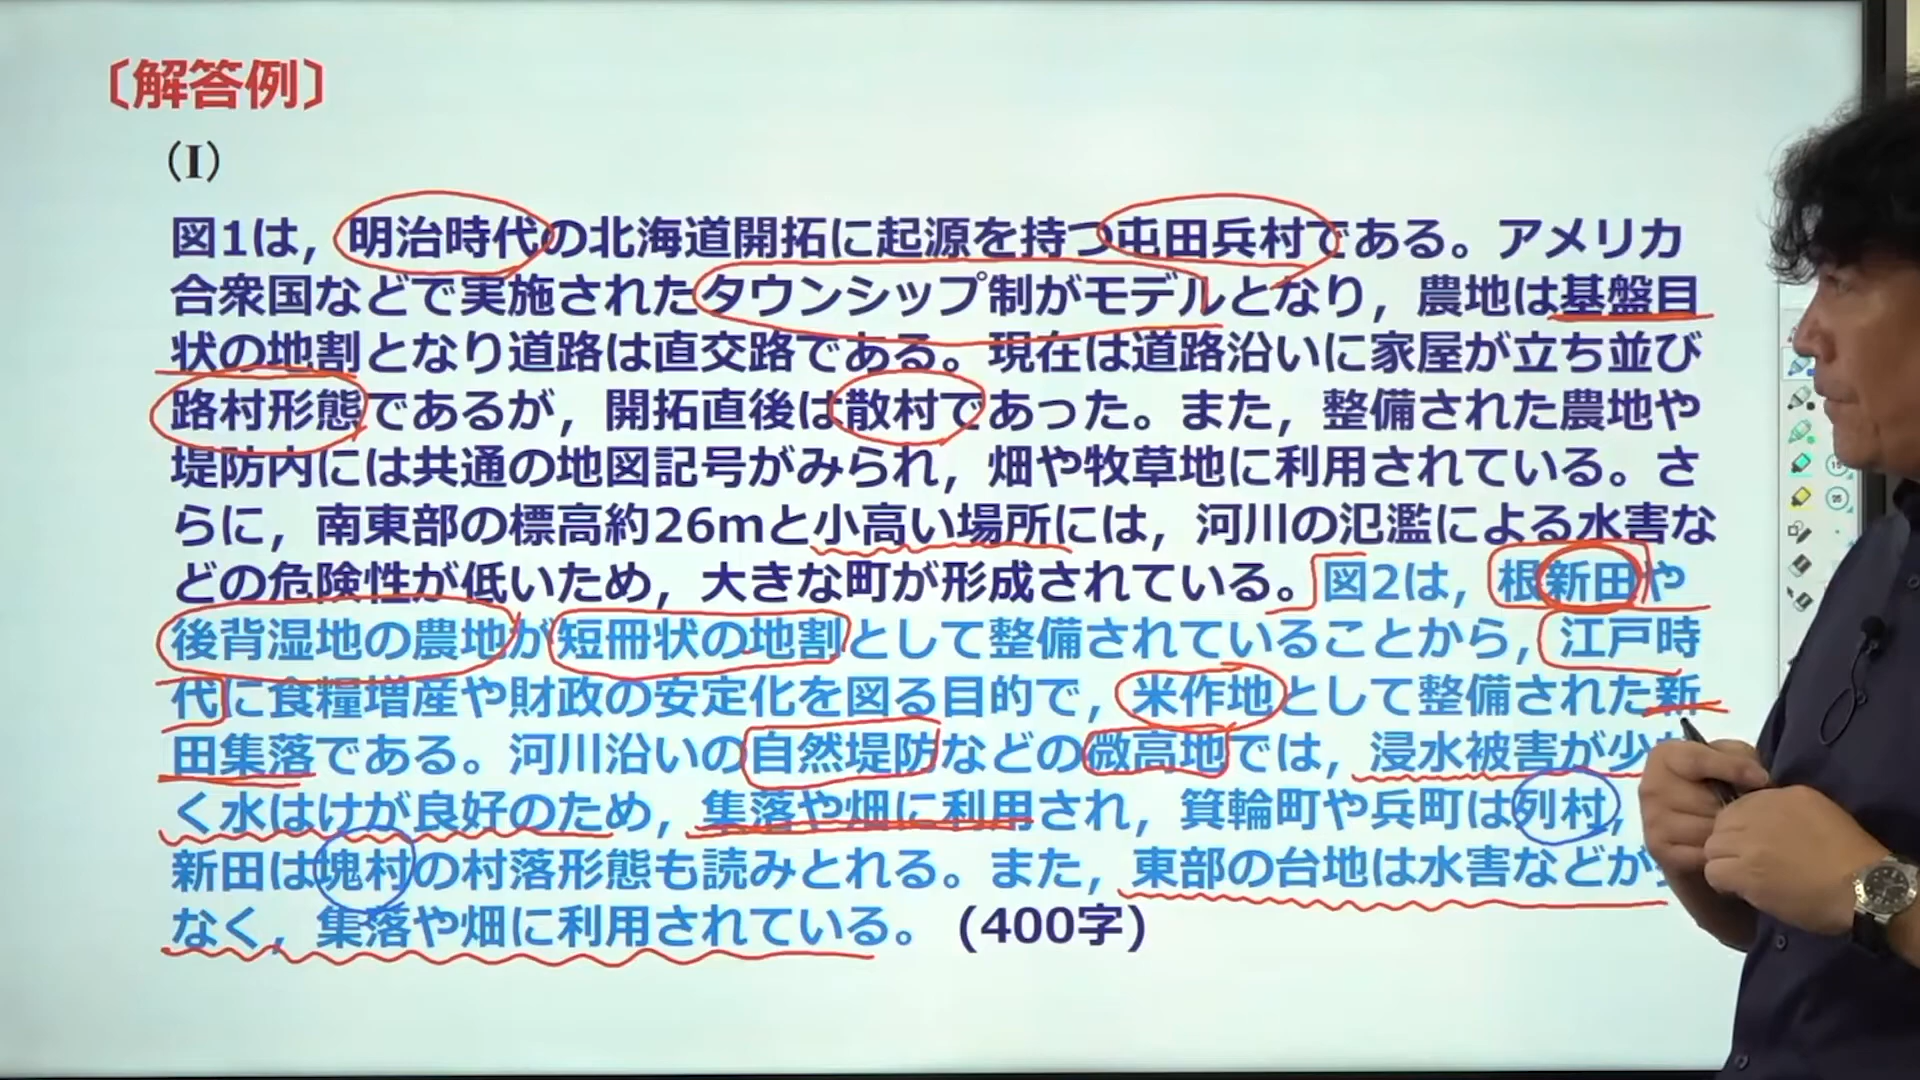 〔解答例〕
(I)
図1は，明治時代の北海道開拓に起源を持つ屯田兵村である。アメリカ
合衆国などで実施されたタウンシップ制がモデルとなり，農地は基盤目
状の地割となり道路は直交路である。現在は道路沿いに家屋が立ち並び
路村形態であるが，開拓直後は散村であった。また，整備された農地や
堤防内には共通の地図記号がみられ，畑や牧草地に利用されている。さ
らに，南東部の標高約26mと小高い場所には，河川の氾濫による水害な
どの危険性が低いため，大きな町が形成されている。図2は，根新田や
後背湿地の農地が短冊状の地割として整備されていることから，江戸時
代に食糧増産や財政の安定化を図る目的で，米作地として整備された新
田集落である。河川沿いの自然堤防などの微高地では，浸水被害が少
く水はけが良好のため，集落や畑に利用され，箕輪町や兵町は列村，
新田は塊村の村落形態も読みとれる。また，東部の台地は水害などが
なく，集落や畑に利用されている。(400字)